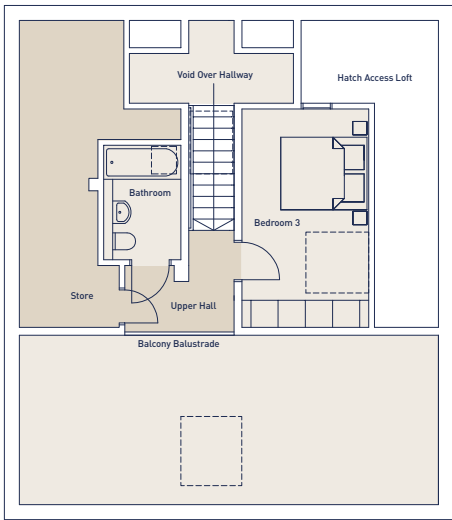 Void Over Hallway
Hatch Access Loft
Bathroom
Bedroom 3
Store
Upper Hall
Balcony Balustrade